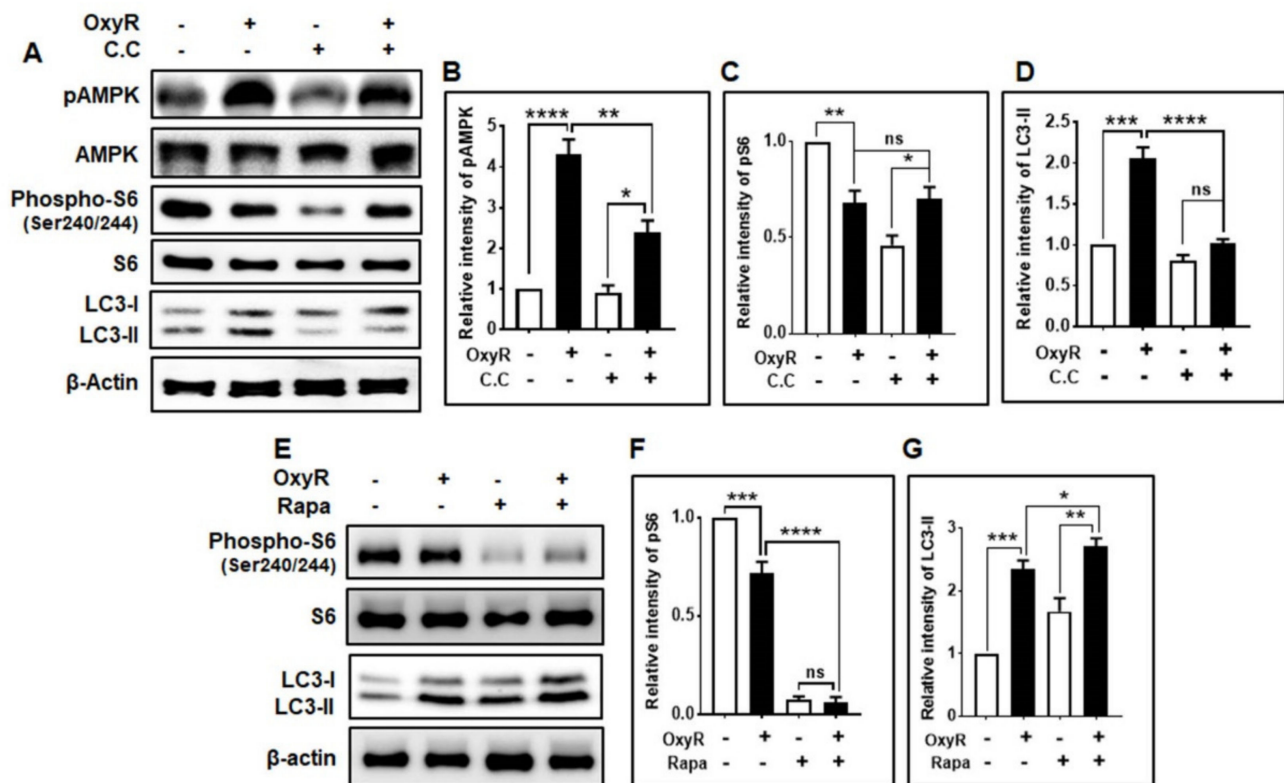 OxyR - + - +
A C.C - - + +
pAMPK
AMPK
Phospho-S6
(Ser240/244)
S6
LC3-I
LC3-II
β-Actin
B
Relative intensity of pAMPK
**** **
*
5
4
2
1
0
OxyR - + - +
C.C - - + +
C
Relative intensity of pS6
**
ns
*
1.0
0.5
0.0
OxyR - + - +
C.C - - + +
D
Relative intensity of LC3-II
*** ****
ns
2.5
2.0
1.5
1.0
0.5
0.0
OxyR - + - +
C.C - - + +
E
OxyR - + - +
Rapa - - + +
Phospho-S6
(Ser240/244)
S6
LC3-I
LC3-II
β-actin
F
Relative intensity of pS6
***
****
ns
1.0
0.5
0.0
OxyR - + - +
Rapa - - + +
G
Relative intensity of LC3-II
*
**
***
3
2
1
0
OxyR - + - +
Rapa - - + +